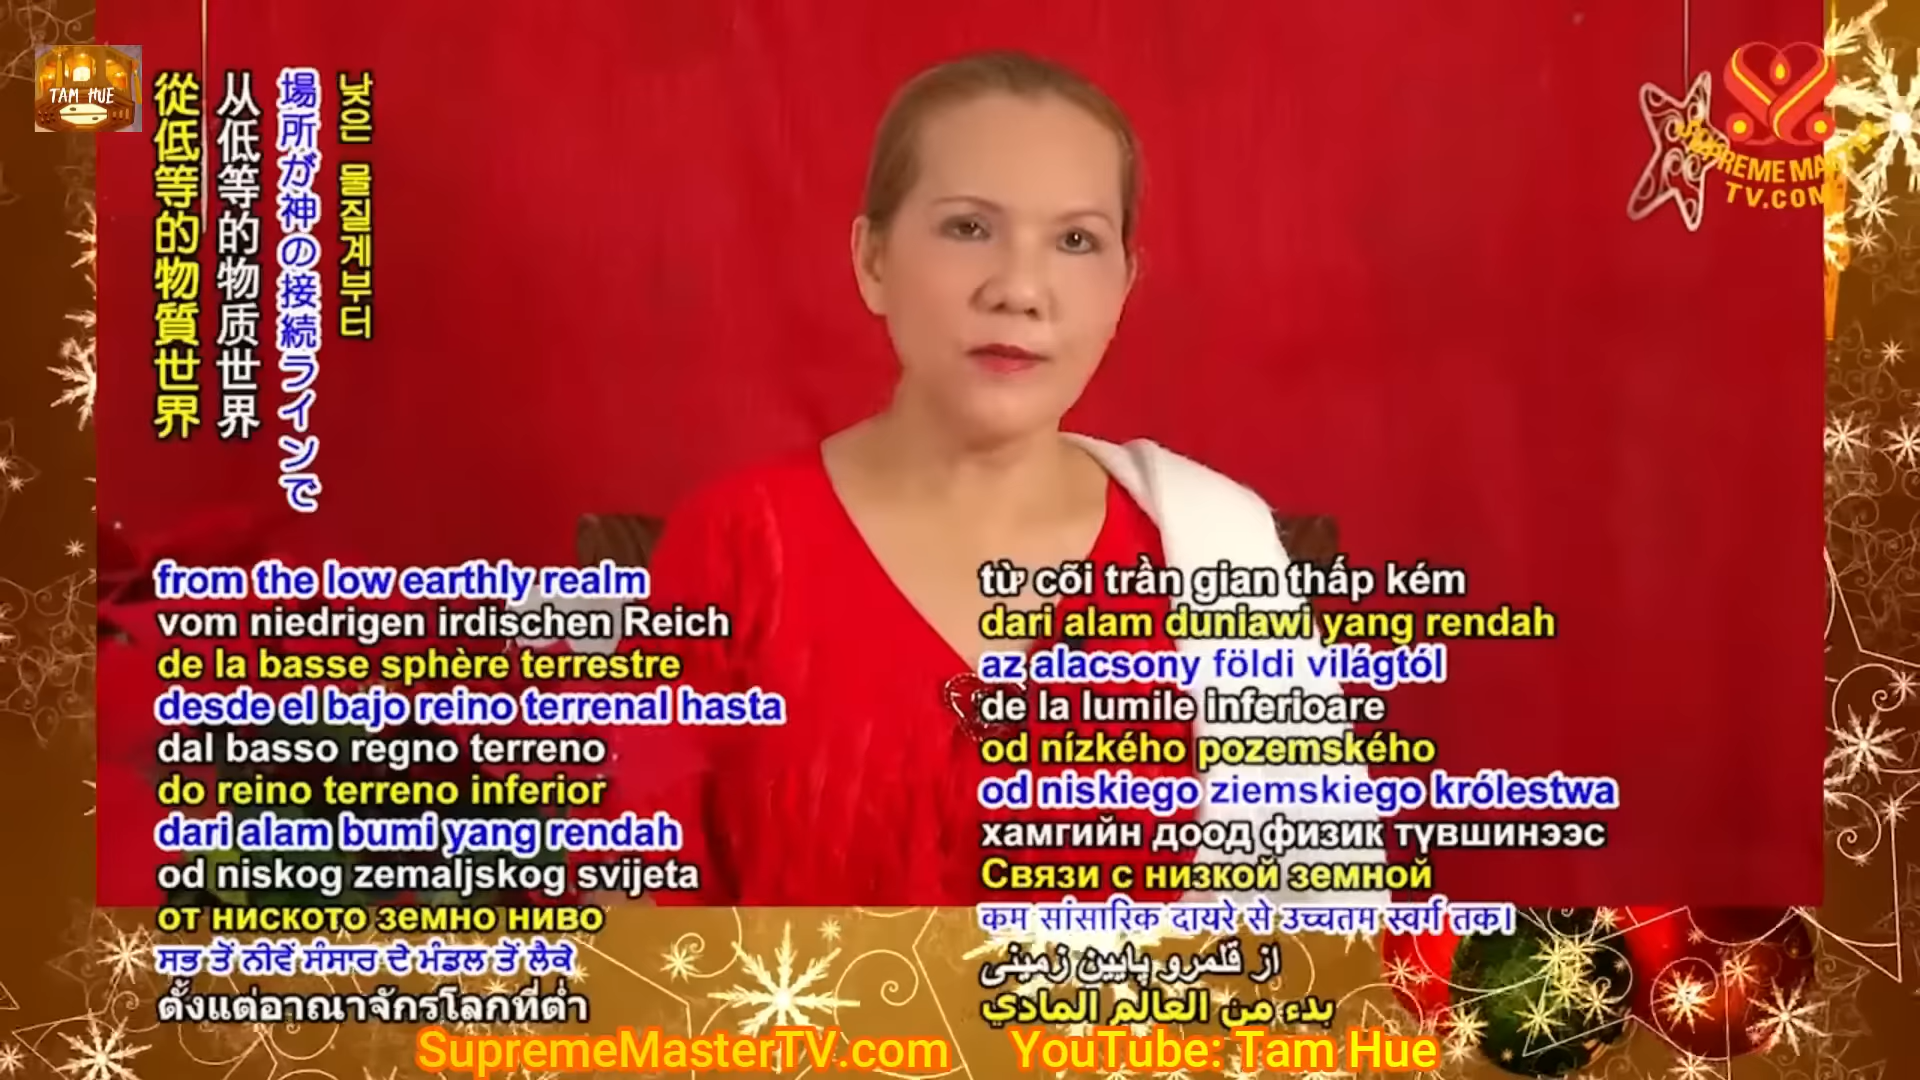 TAM HUE
從低等的物質世界
从低等的物质世界
場所が神の接続ラインで
낮은 물질계부터
SUPREME MASTER
TV.COM
from the low earthly realm
vom niedrigen irdischen Reich
de la basse sphère terrestre
desde el bajo reino terrenal hasta
dal basso regno terreno
do reino terreno inferior
dari alam bumi yang rendah
od niskog zemaljskog svijeta
от ниското земно ниво
ਸਭ ਤੋਂ ਨੀਵੇਂ ਸੰਸਾਰ ਦੇ ਮੰਡਲ ਤੋਂ ਲੈਕੇ
ตั้งแต่อาณาจักรโลกที่ต่ำ
từ cõi trần gian thấp kém
dari alam duniawi yang rendah
az alacsony földi világtól
de la lumile inferioare
od nízkého pozemského
od niskiego ziemskiego królestwa
хамгийн доод физик түвшинээс
Связи с низкой земной
कम सांसारिक दायरे से उच्चतम स्वर्ग तक।
از قلمرو پایین زمینی
بدء من العالم المادي
SupremeMasterTV.com
YouTube: Tam Hue